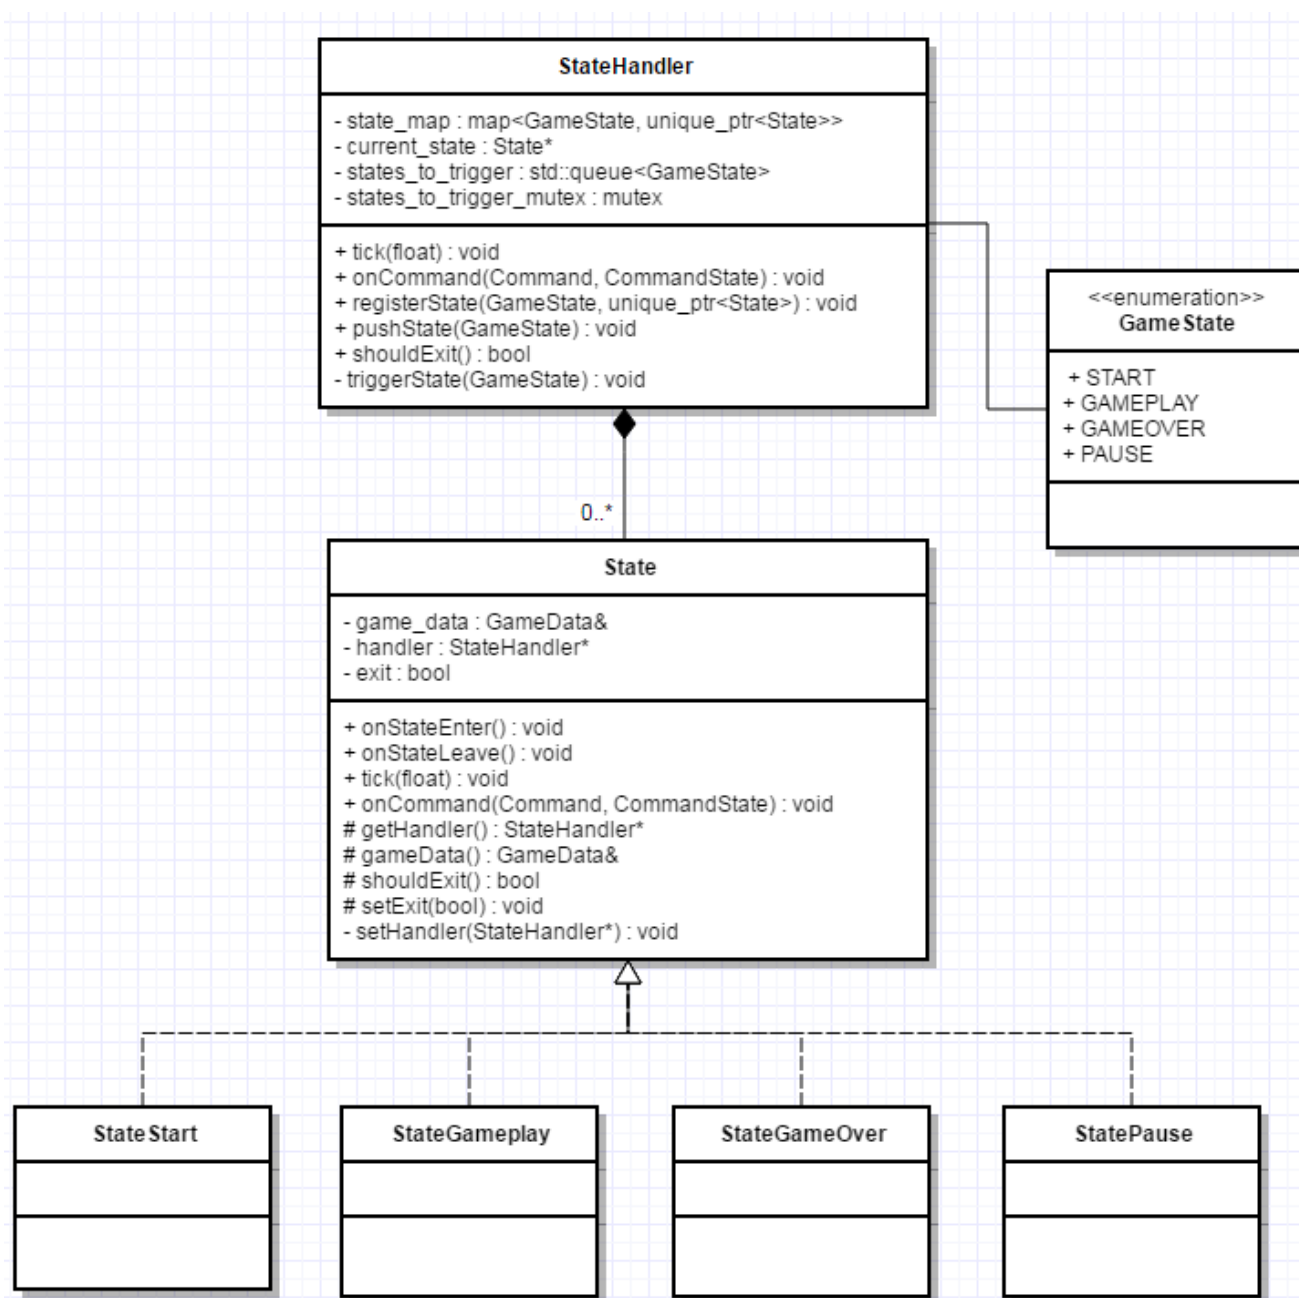 StateHandler
- state_map : map<GameState, unique_ptr<State>>
- current_state : State*
- states_to_trigger : std::queue<GameState>
- states_to_trigger_mutex : mutex
+ tick(float) : void
+ onCommand(Command, CommandState) : void
+ registerState(GameState, unique_ptr<State>) : void
+ pushState(GameState) : void
+ shouldExit() : bool
- triggerState(GameState) : void
<<enumeration>>
GameState
+ START
+ GAMEPLAY
+ GAMEOVER
+ PAUSE
0..*
State
- game_data : GameData&
- handler : StateHandler*
- exit : bool
+ onStateEnter() : void
+ onStateLeave() : void
+ tick(float) : void
+ onCommand(Command, CommandState) : void
# getHandler() : StateHandler*
# gameData() : GameData&
# shouldExit() : bool
# setExit(bool) : void
- setHandler(StateHandler*) : void
StateStart
StateGameplay
StateGameOver
StatePause